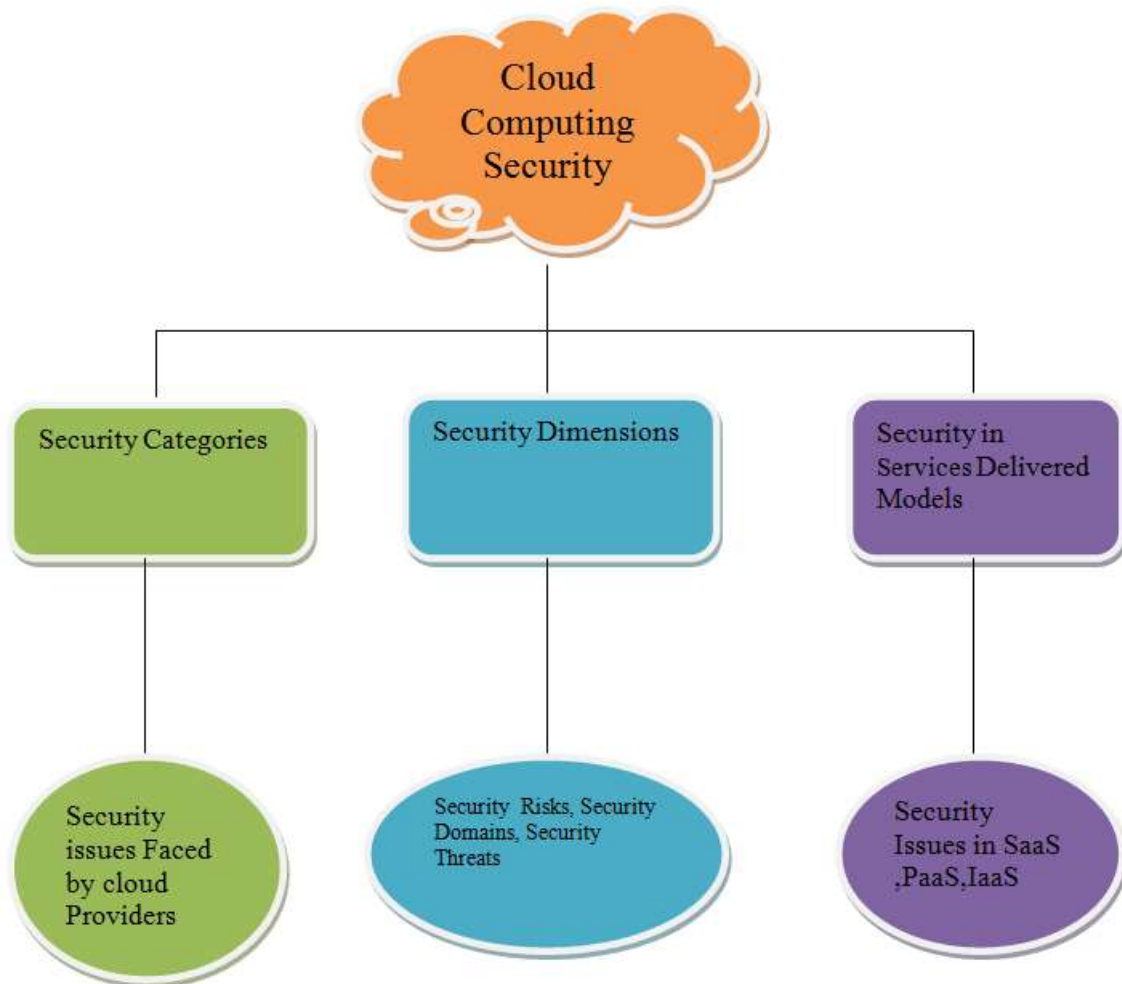 Cloud
Computing
Security
Security Categories
Security Dimensions
Security in
Services Delivered
Models
Security
issues Faced
by cloud
Providers
Security Risks, Security
Domains, Security
Threats
Security
Issues in SaaS
,PaaS,IaaS